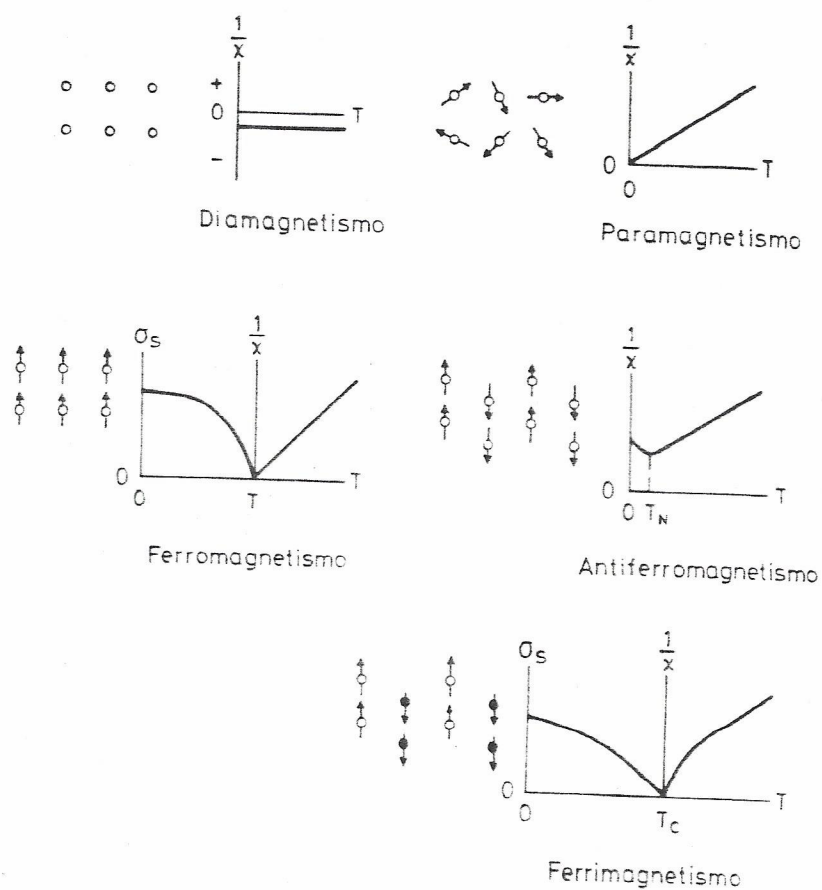 1/χ
+
0
T
−
Diamagnetismo
1/χ
0
0
T
Paramagnetismo
σs
1/χ
0
0
T
T
Ferromagnetismo
1/χ
0
0
TN
T
Antiferromagnetismo
σs
1/χ
0
0
Tc
T
Ferrimagnetismo